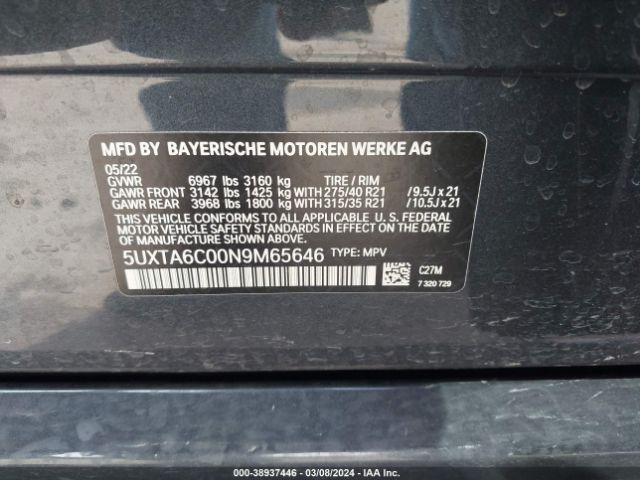 MFD BY BAYERISCHE MOTOREN WERKE AG
05/22
GVWR 6967 lbs 3160 kg TIRE / RIM
GAWR FRONT 3142 lbs 1425 kg WITH 275/40 R21 / 9.5J x 21
GAWR REAR 3968 lbs 1800 kg WITH 315/35 R21 / 10.5J x 21
THIS VEHICLE CONFORMS TO ALL APPLICABLE U. S. FEDERAL
MOTOR VEHICLE SAFETY STANDARDS IN EFFECT ON THE
DATE OF MANUFACTURE SHOWN ABOVE.
5UXTA6C00N9M65646 TYPE: MPV
C27M
7 320 729
000-38937446 | 03/08/2024 | IAA Inc.